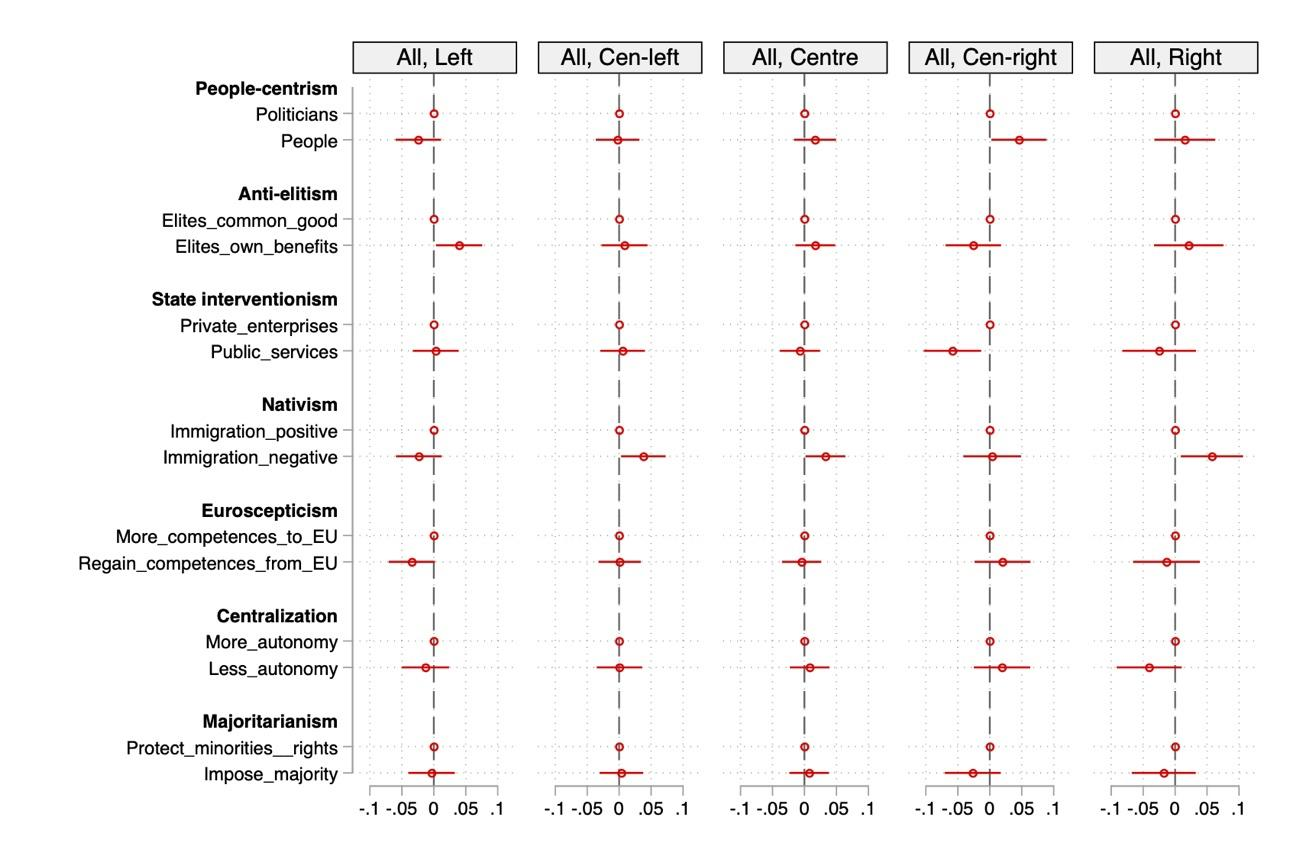 All, Left All, Cen-left All, Centre All, Cen-right All, Right
People-centrism
Politicians
People
Anti-elitism
Elites_common_good
Elites_own_benefits
State interventionism
Private_enterprises
Public_services
Nativism
Immigration_positive
Immigration_negative
Euroscepticism
More_competences_to_EU
Regain_competences_from_EU
Centralization
More_autonomy
Less_autonomy
Majoritarianism
Protect_minorities__rights
Impose_majority
-.1 -.05 0 .05 .1 -.1 -.05 0 .05 .1 -.1 -.05 0 .05 .1 -.1 -.05 0 .05 .1 -.1 -.05 0 .05 .1